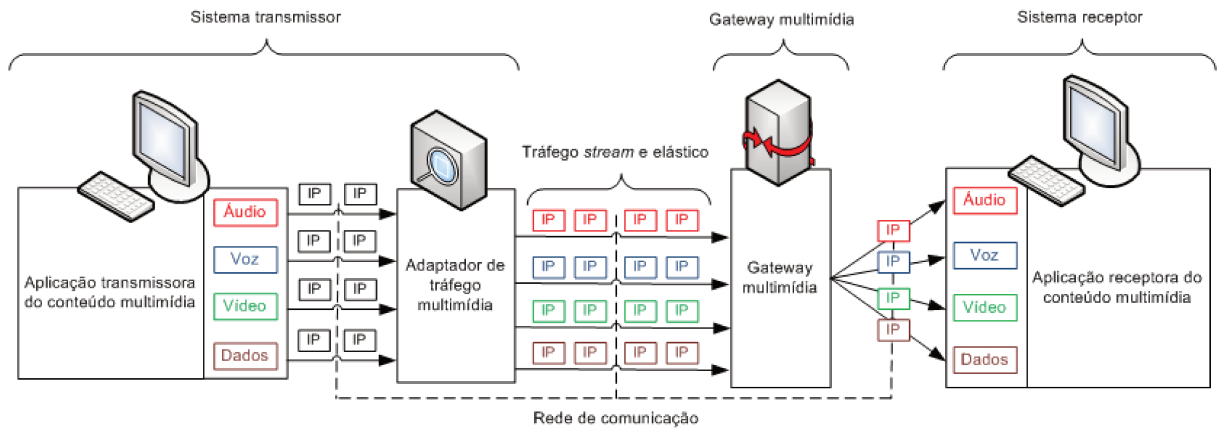 Sistema transmissor
Gateway multimídia
Sistema receptor
Tráfego stream e elástico
Aplicação transmissora
do conteúdo multimídia
Áudio
Voz
Vídeo
Dados
IP IP
IP IP
IP IP
IP IP
Adaptador de
tráfego
multimídia
IP IP IP IP
IP IP IP IP
IP IP IP IP
IP IP IP IP
Gateway
multimídia
IP
IP
IP
IP
Áudio
Voz
Vídeo
Dados
Aplicação receptora do
conteúdo multimídia
Rede de comunicação